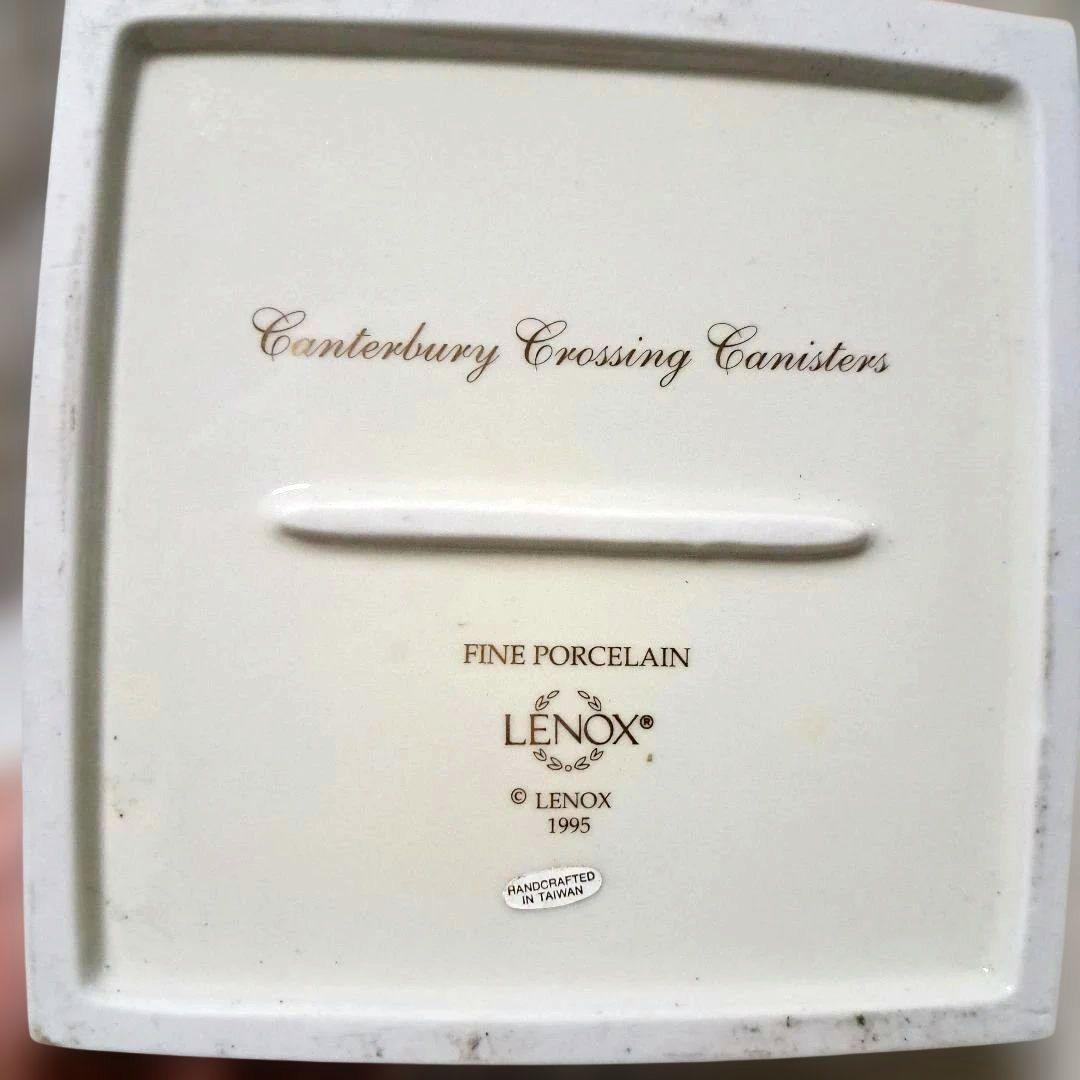 Canterbury Crossing Canisters
FINE PORCELAIN
LENOX®
© LENOX
1995
HANDCRAFTED
IN TAIWAN